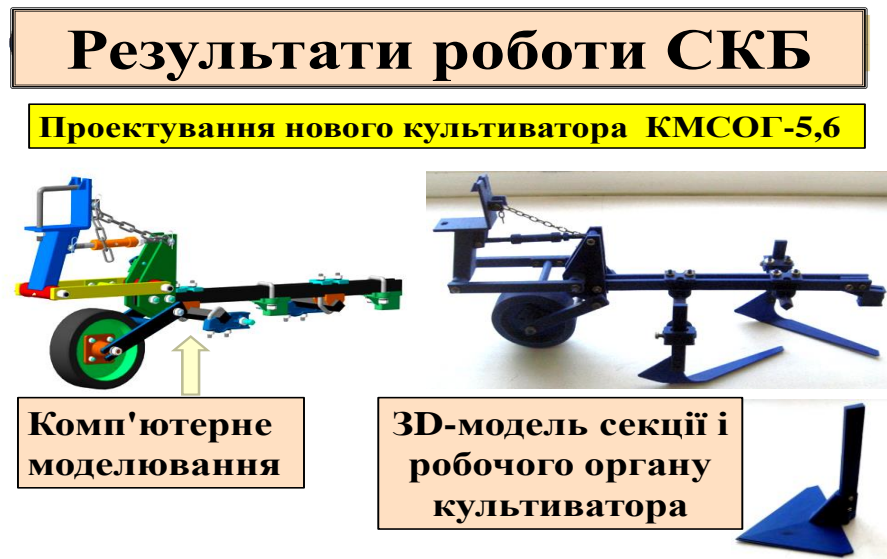 Результати роботи СКБ
Проектування нового культиватора КМСОГ-5,6
Комп'ютерне
моделювання
3D-модель секції і
робочого органу
культиватора